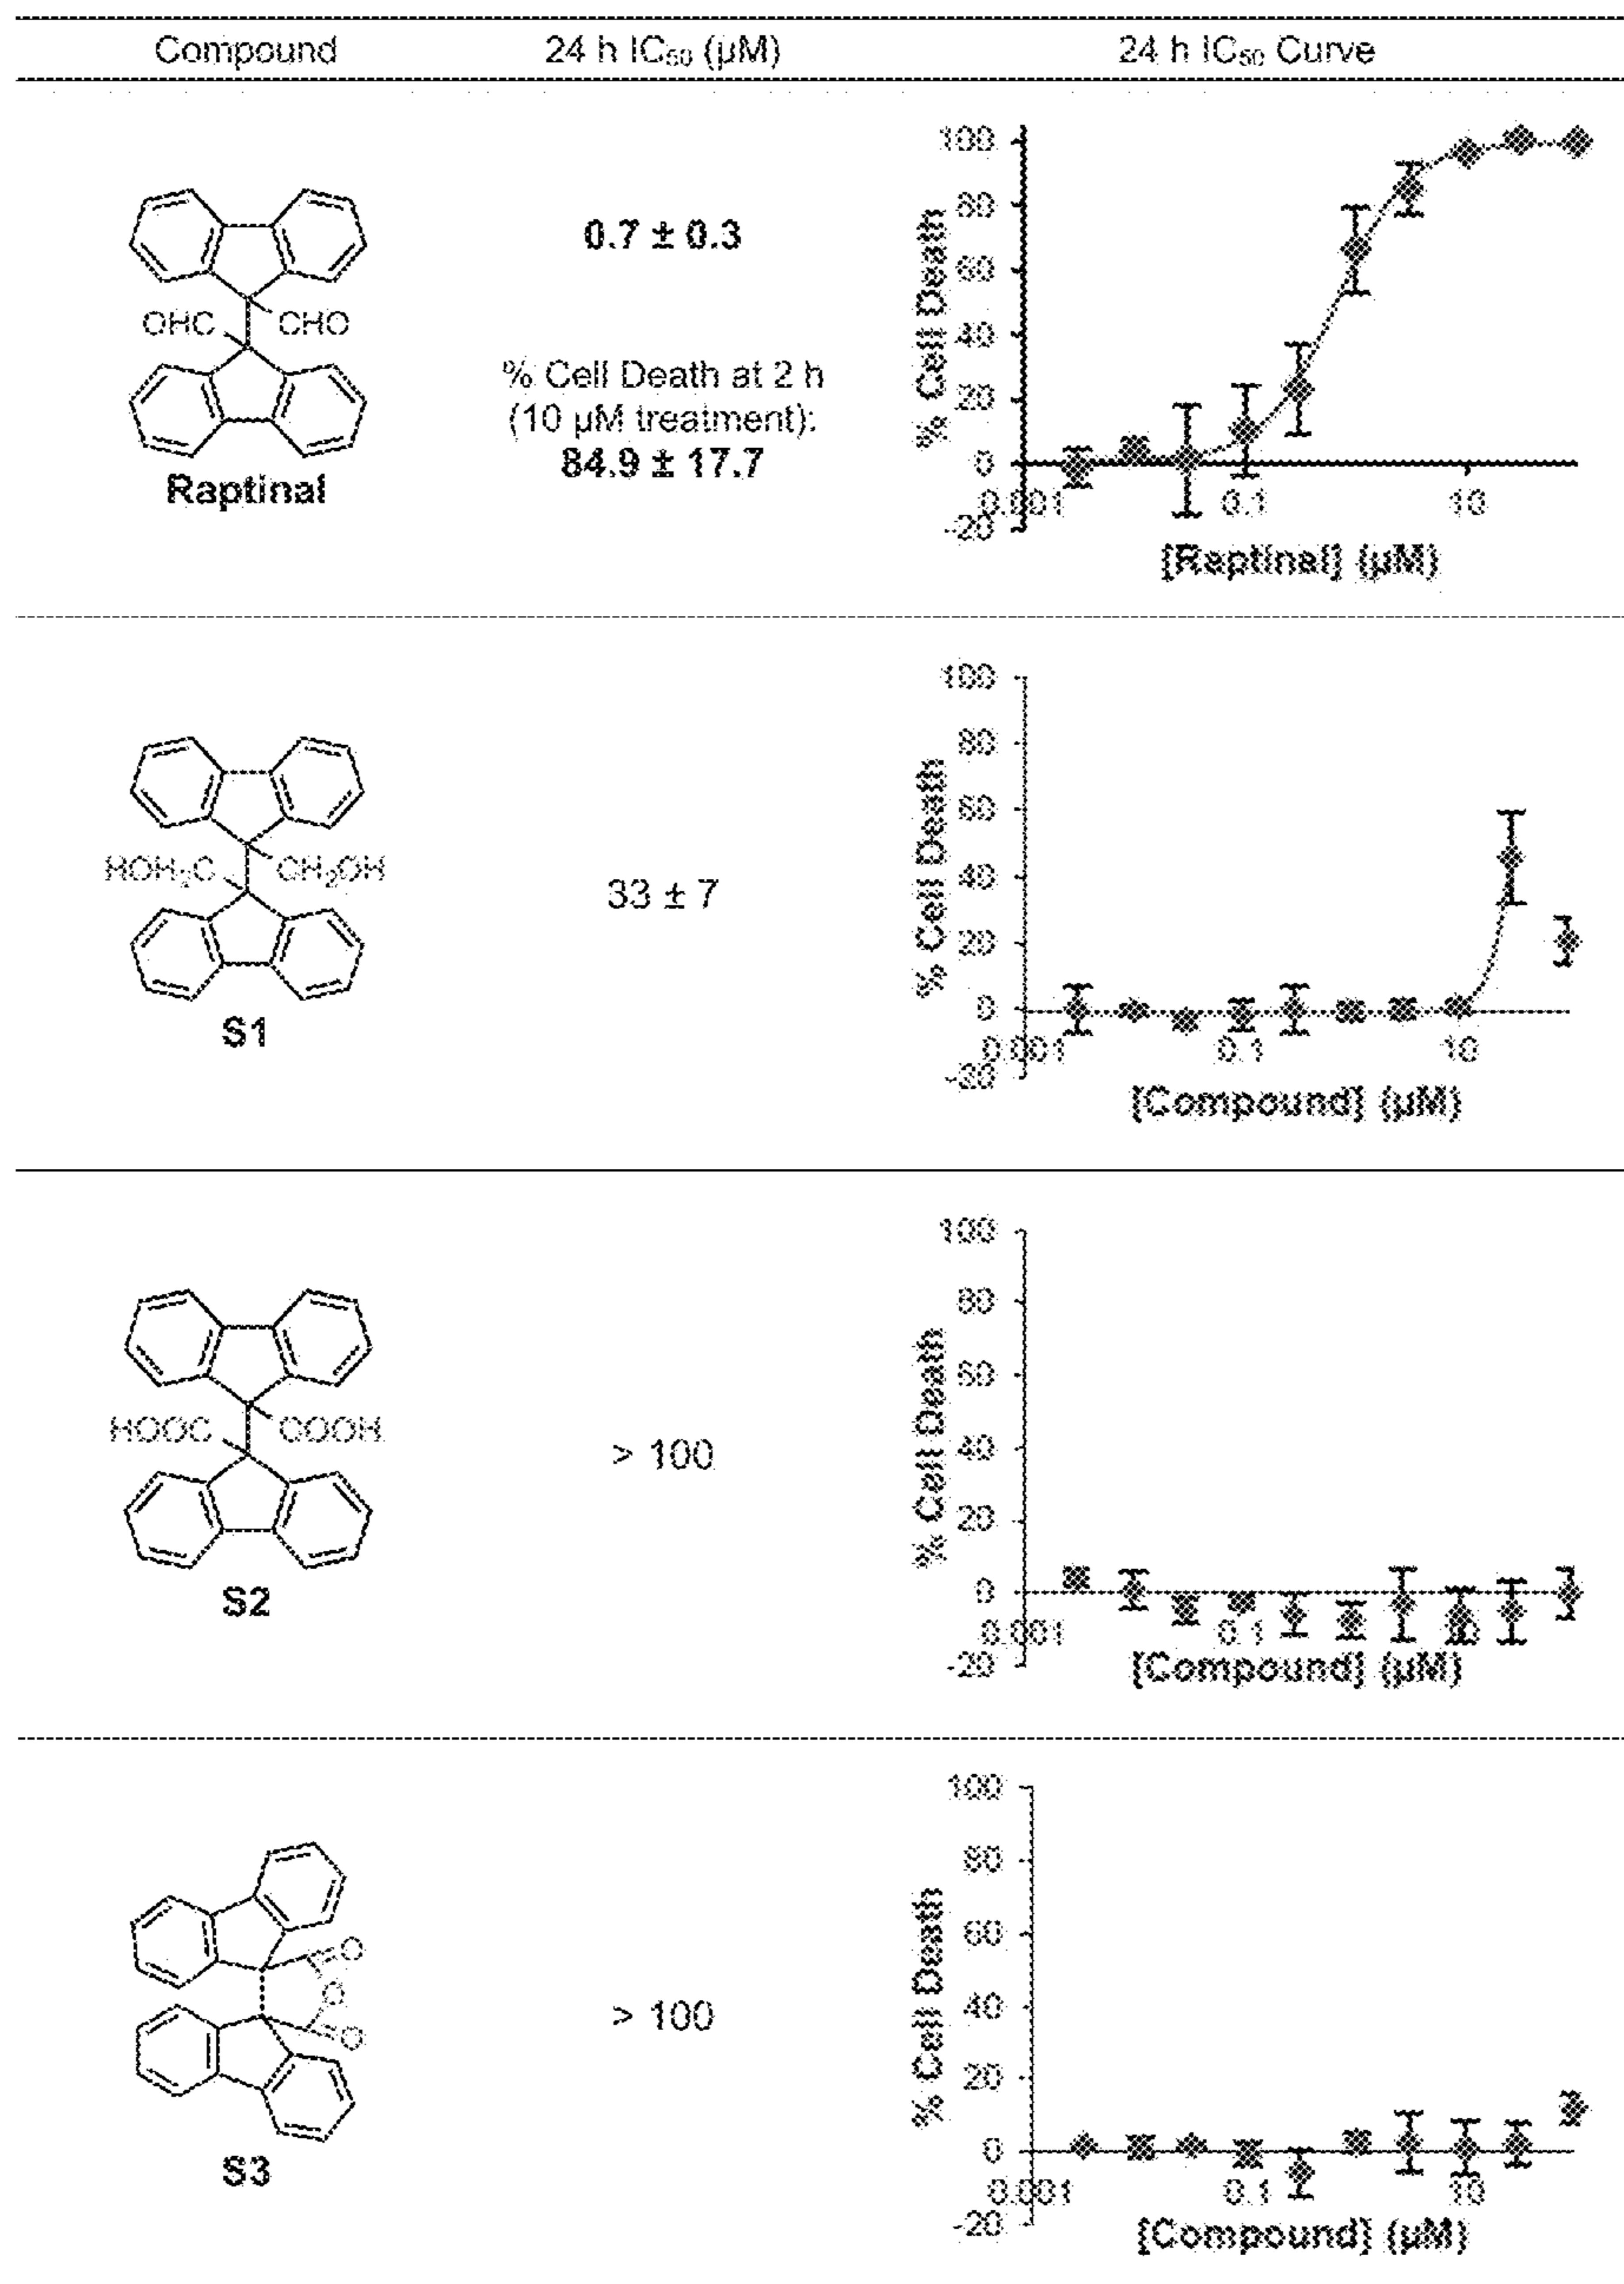 Compound 24 h IC₅₀ (µM) 24 h IC₅₀ Curve
OHC CHO
Raptinal
0.7 ± 0.3
% Cell Death at 2 h
(10 µM treatment):
84.9 ± 17.7
% Cell Death
100
80
60
40
20
0
-20
0.001 0.1 10
[Raptinal] (µM)
HOH₂C CH₂OH
S1
33 ± 7
% Cell Death
100
80
60
40
20
0
-20
0.001 0.1 10
[Compound] (µM)
HOOC COOH
S2
> 100
% Cell Death
100
80
60
40
20
0
-20
0.001 0.1 10
[Compound] (µM)
O
O
O
S3
> 100
% Cell Death
100
80
60
40
20
0
-20
0.001 0.1 10
[Compound] (µM)